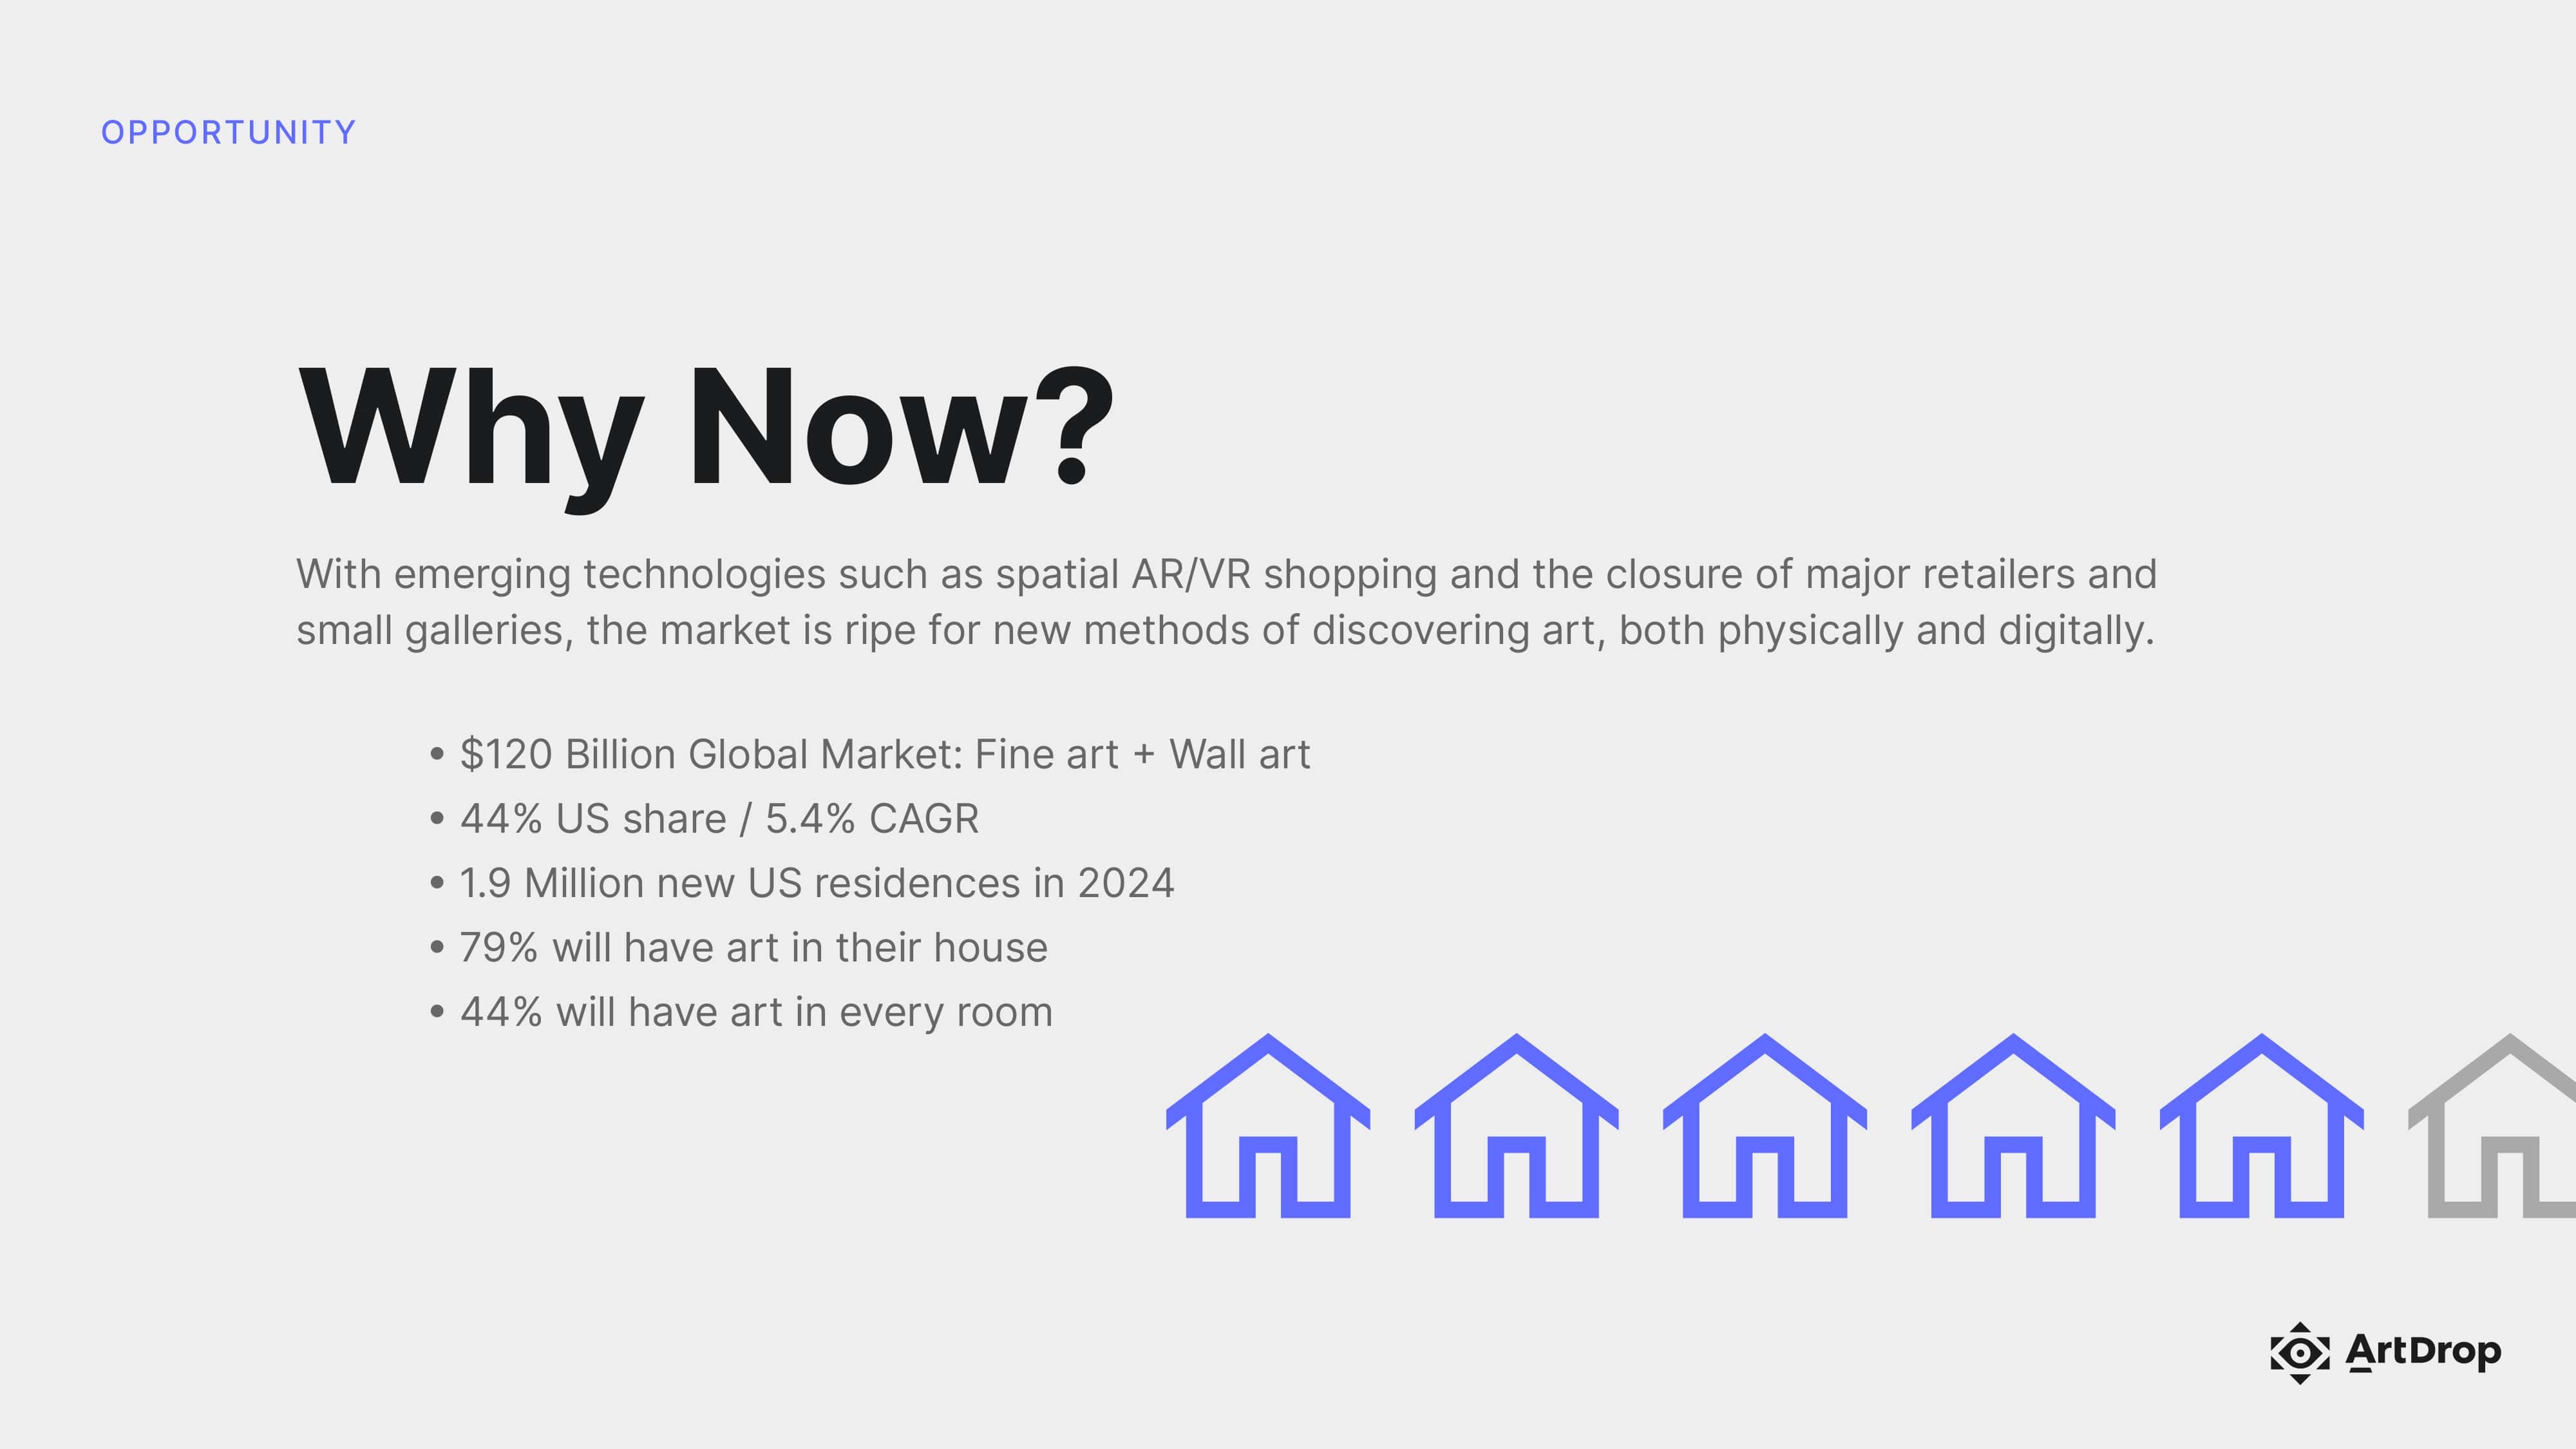 OPPORTUNITY
Why Now?
With emerging technologies such as spatial AR/VR shopping and the closure of major retailers and
small galleries, the market is ripe for new methods of discovering art, both physically and digitally.
• $120 Billion Global Market: Fine art + Wall art
• 44% US share / 5.4% CAGR
• 1.9 Million new US residences in 2024
• 79% will have art in their house
• 44% will have art in every room
ArtDrop